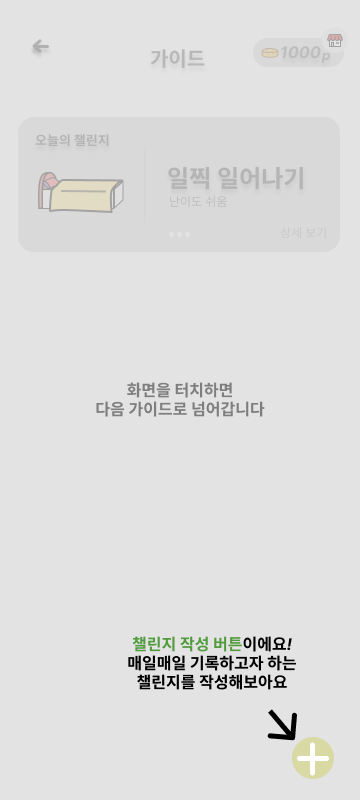 가이드
1000 p
오늘의 챌린지
일찍 일어나기
난이도 쉬움
상세 보기
화면을 터치하면
다음 가이드로 넘어갑니다
챌린지 작성 버튼이에요!
매일매일 기록하고자 하는
챌린지를 작성해보아요